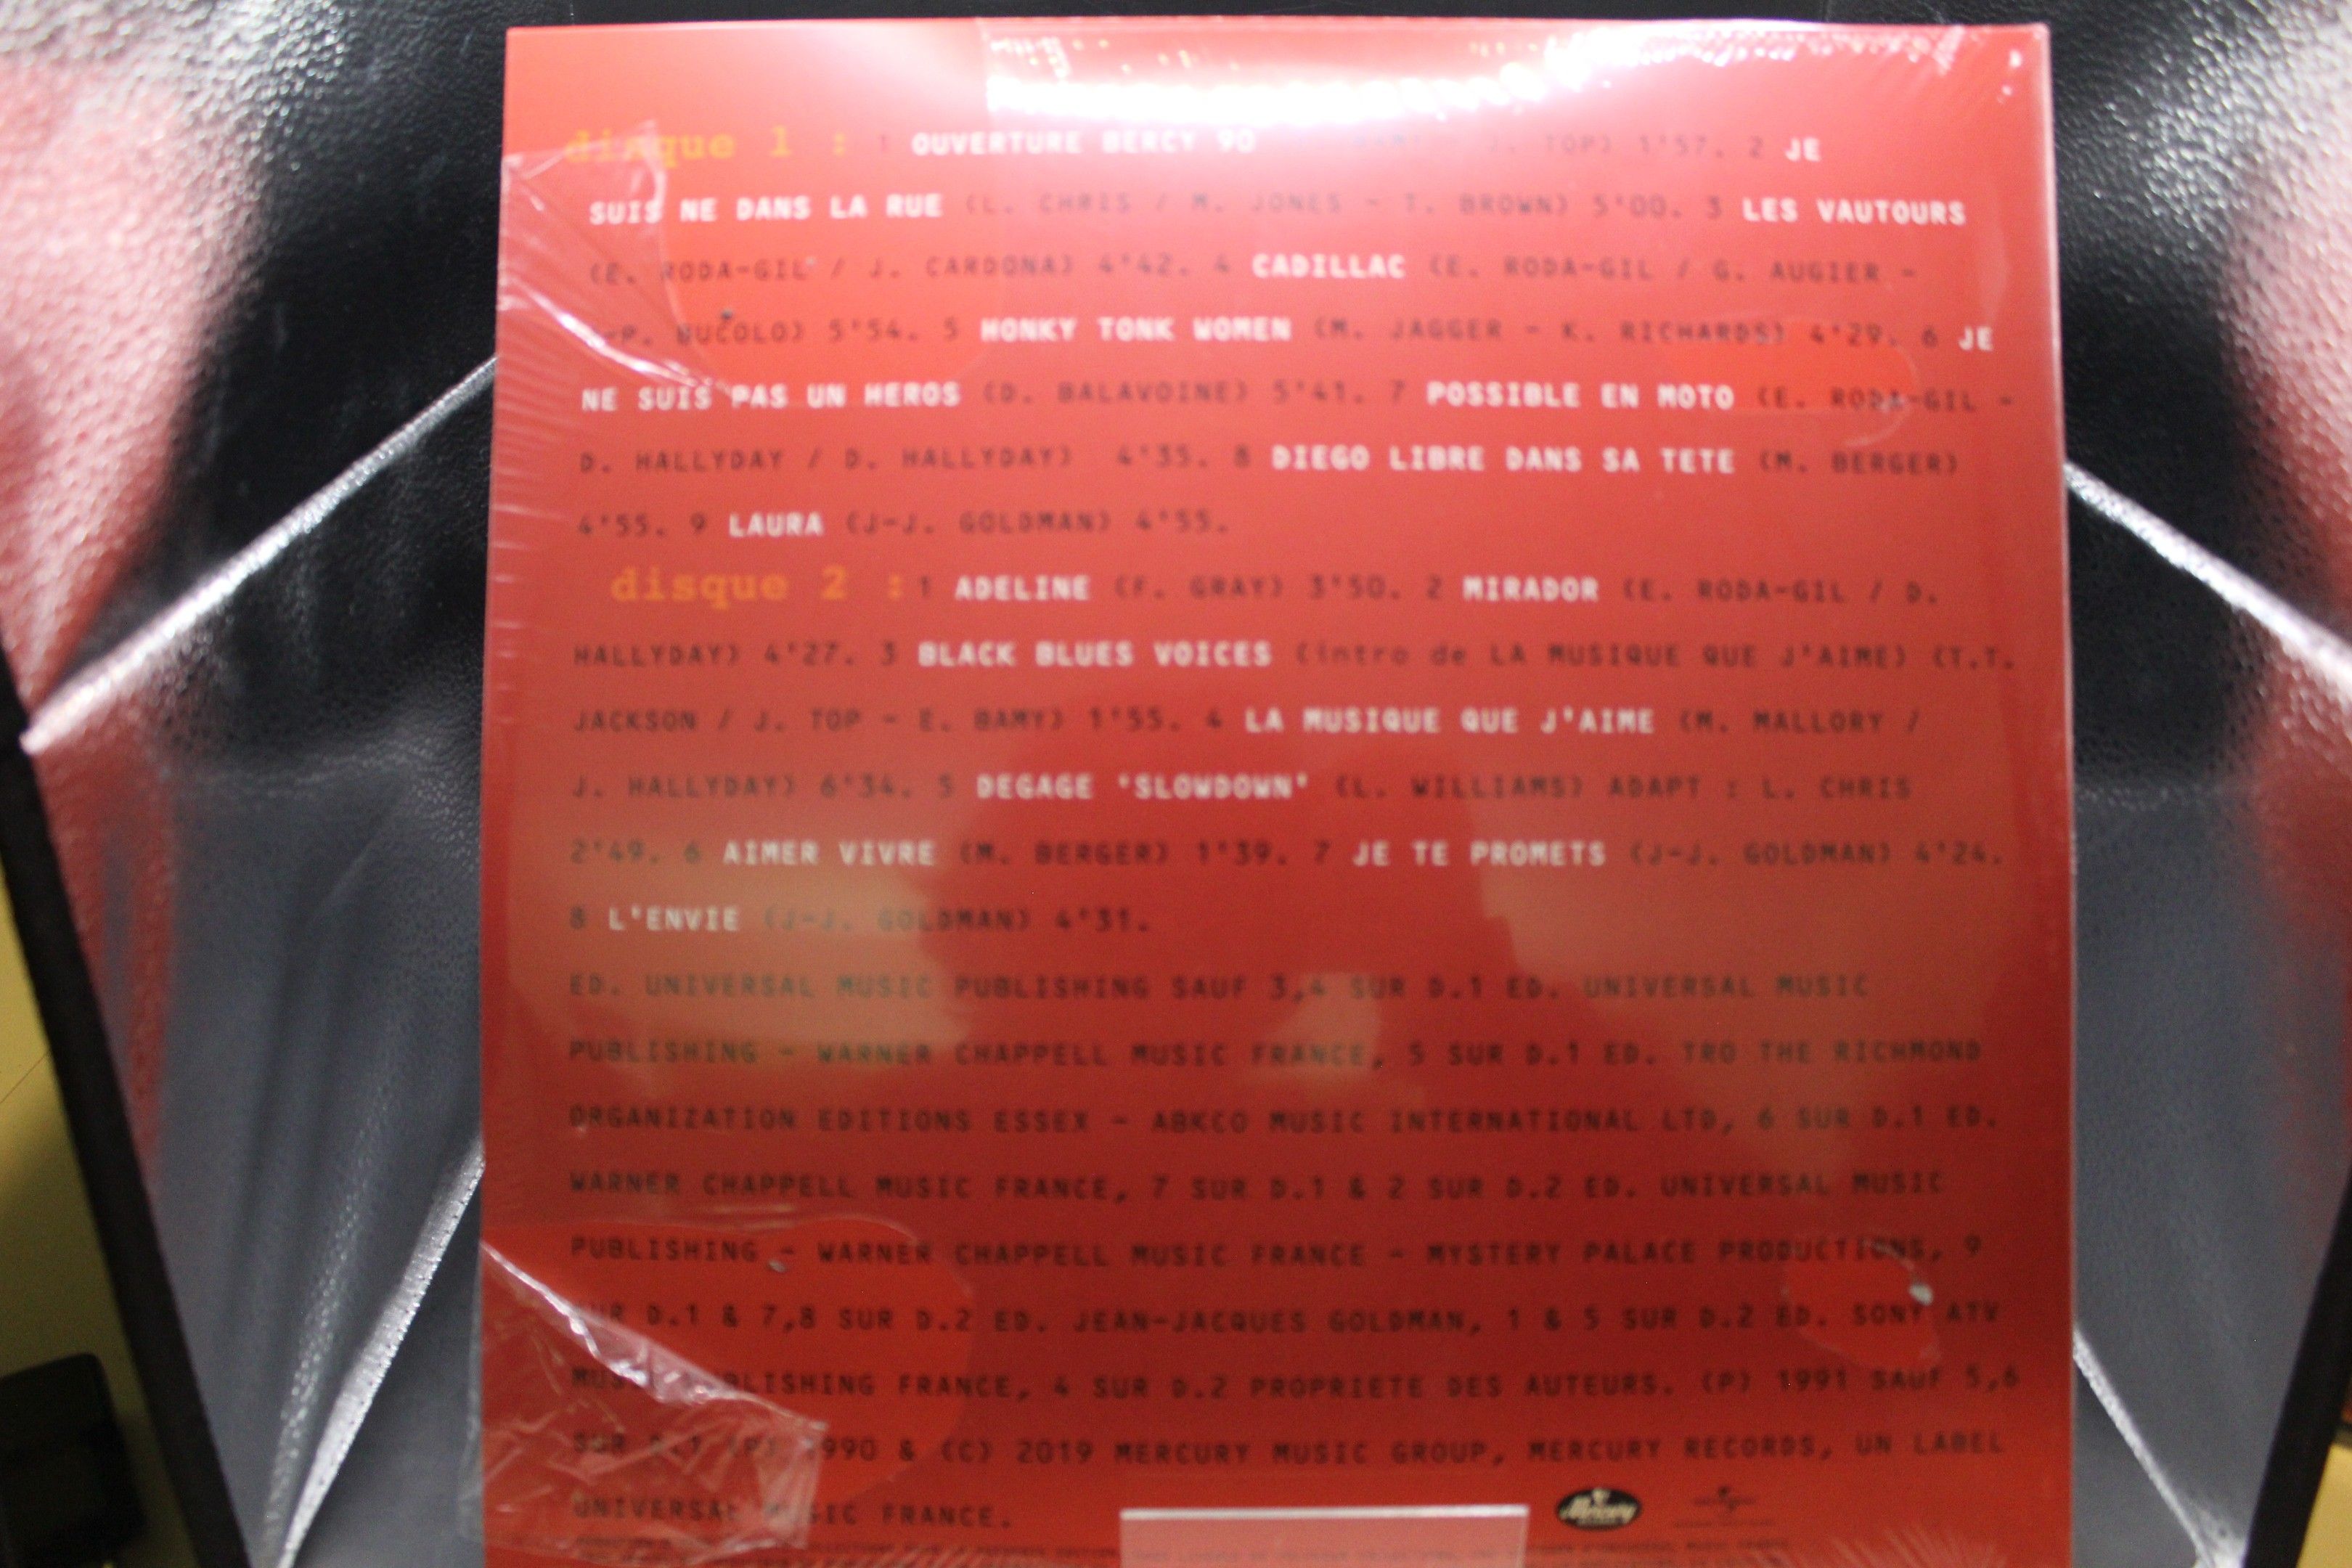 disque 1 : 1 OUVERTURE BERCY 90 J. TOP) 1'57. 2 JE
SUIS NE DANS LA RUE (L. CHRIS / M. JONES - T. BROWN) 5'00. 3 LES VAUTOURS
(E. RODA-GIL / J. CARDONA) 4'42. 4 CADILLAC (E. RODA-GIL / G. AUGIER -
-P. BUCOLO) 5'54. 5 HONKY TONK WOMEN (M. JAGGER - K. RICHARDS) 4'29. 6 JE
NE SUIS PAS UN HEROS (D. BALAVOINE) 5'41. 7 POSSIBLE EN MOTO (E. RODA-GIL -
D. HALLYDAY / D. HALLYDAY) 4'35. 8 DIEGO LIBRE DANS SA TETE (M. BERGER)
4'55. 9 LAURA (J-J. GOLDMAN) 4'55.
disque 2 : 1 ADELINE (F. GRAY) 3'50. 2 MIRADOR (E. RODA-GIL / D.
HALLYDAY) 4'27. 3 BLACK BLUES VOICES (intro de LA MUSIQUE QUE J'AIME) (T.T.
JACKSON / J. TOP - E. BAMY) 1'55. 4 LA MUSIQUE QUE J'AIME (M. MALLORY /
J. HALLYDAY) 6'34. 5 DEGAGE 'SLOWDOWN' (L. WILLIAMS) ADAPT : L. CHRIS
2'49. 6 AIMER VIVRE (M. BERGER) 1'39. 7 JE TE PROMETS (J-J. GOLDMAN) 4'24.
8 L'ENVIE (J-J. GOLDMAN) 4'31.
ED. UNIVERSAL MUSIC PUBLISHING SAUF 3,4 SUR D.1 ED. UNIVERSAL MUSIC
PUBLISHING - WARNER CHAPPELL MUSIC FRANCE, 5 SUR D.1 ED. TRO THE RICHMOND
ORGANIZATION EDITIONS ESSEX - ABKCO MUSIC INTERNATIONAL LTD, 6 SUR D.1 ED.
WARNER CHAPPELL MUSIC FRANCE, 7 SUR D.1 & 2 SUR D.2 ED. UNIVERSAL MUSIC
PUBLISHING - WARNER CHAPPELL MUSIC FRANCE - MYSTERY PALACE PRODUCTIONS, 9
SUR D.1 & 7,8 SUR D.2 ED. JEAN-JACQUES GOLDMAN, 1 & 5 SUR D.2 ED. SONY ATV
MUSIC PUBLISHING FRANCE, 4 SUR D.2 PROPRIETE DES AUTEURS. (P) 1991 SAUF 5,6
SUR D.1 (P) 1990 & (C) 2019 MERCURY MUSIC GROUP, MERCURY RECORDS, UN LABEL
UNIVERSAL MUSIC FRANCE.
Mercury